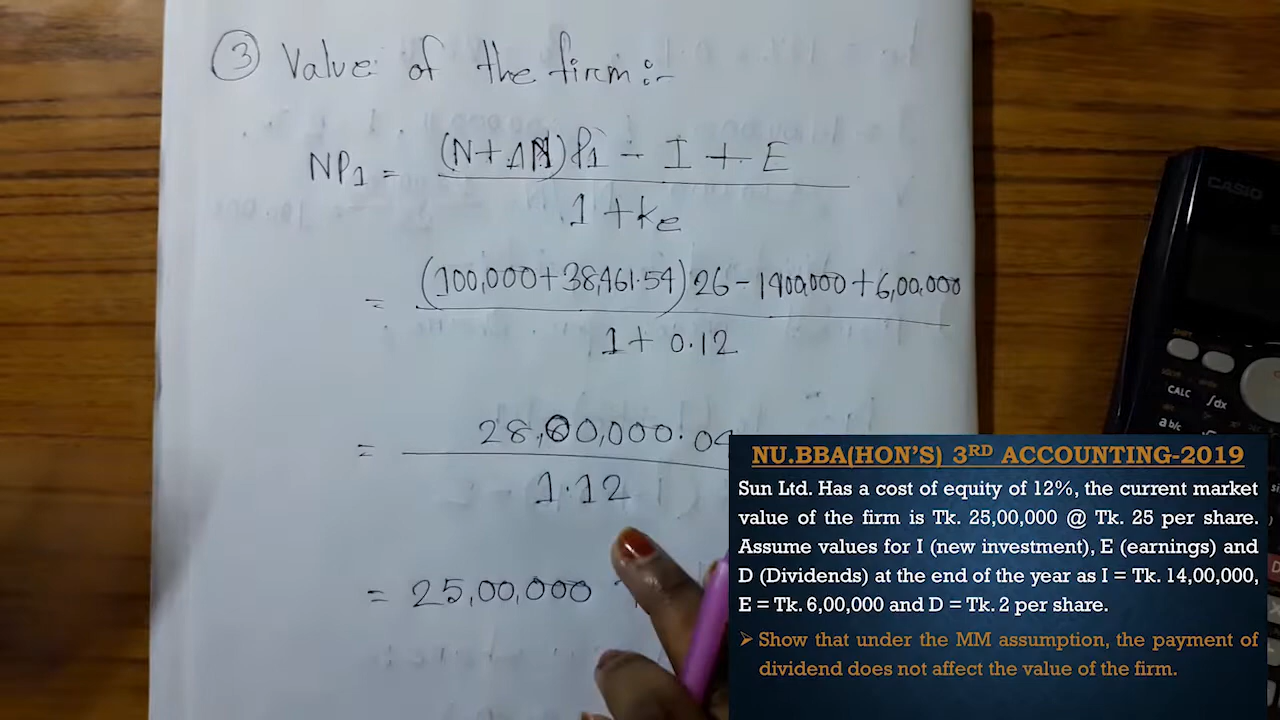 ③ Value of the firm:-
NP1 = (N+ΔN)P1 - I + E
1 + ke
= (100,000+38,461.54)26 - 1400,000 + 6,00,000
1 + 0.12
= 28,00,000.04
1.12
= 25,00,000
CASIO
SHIFT
CALC ∫dx
a b/c
NU.BBA(HON'S) 3RD ACCOUNTING-2019
Sun Ltd. Has a cost of equity of 12%, the current market
value of the firm is Tk. 25,00,000 @ Tk. 25 per share.
Assume values for I (new investment), E (earnings) and
D (Dividends) at the end of the year as I = Tk. 14,00,000,
E = Tk. 6,00,000 and D = Tk. 2 per share.
➢ Show that under the MM assumption, the payment of
dividend does not affect the value of the firm.